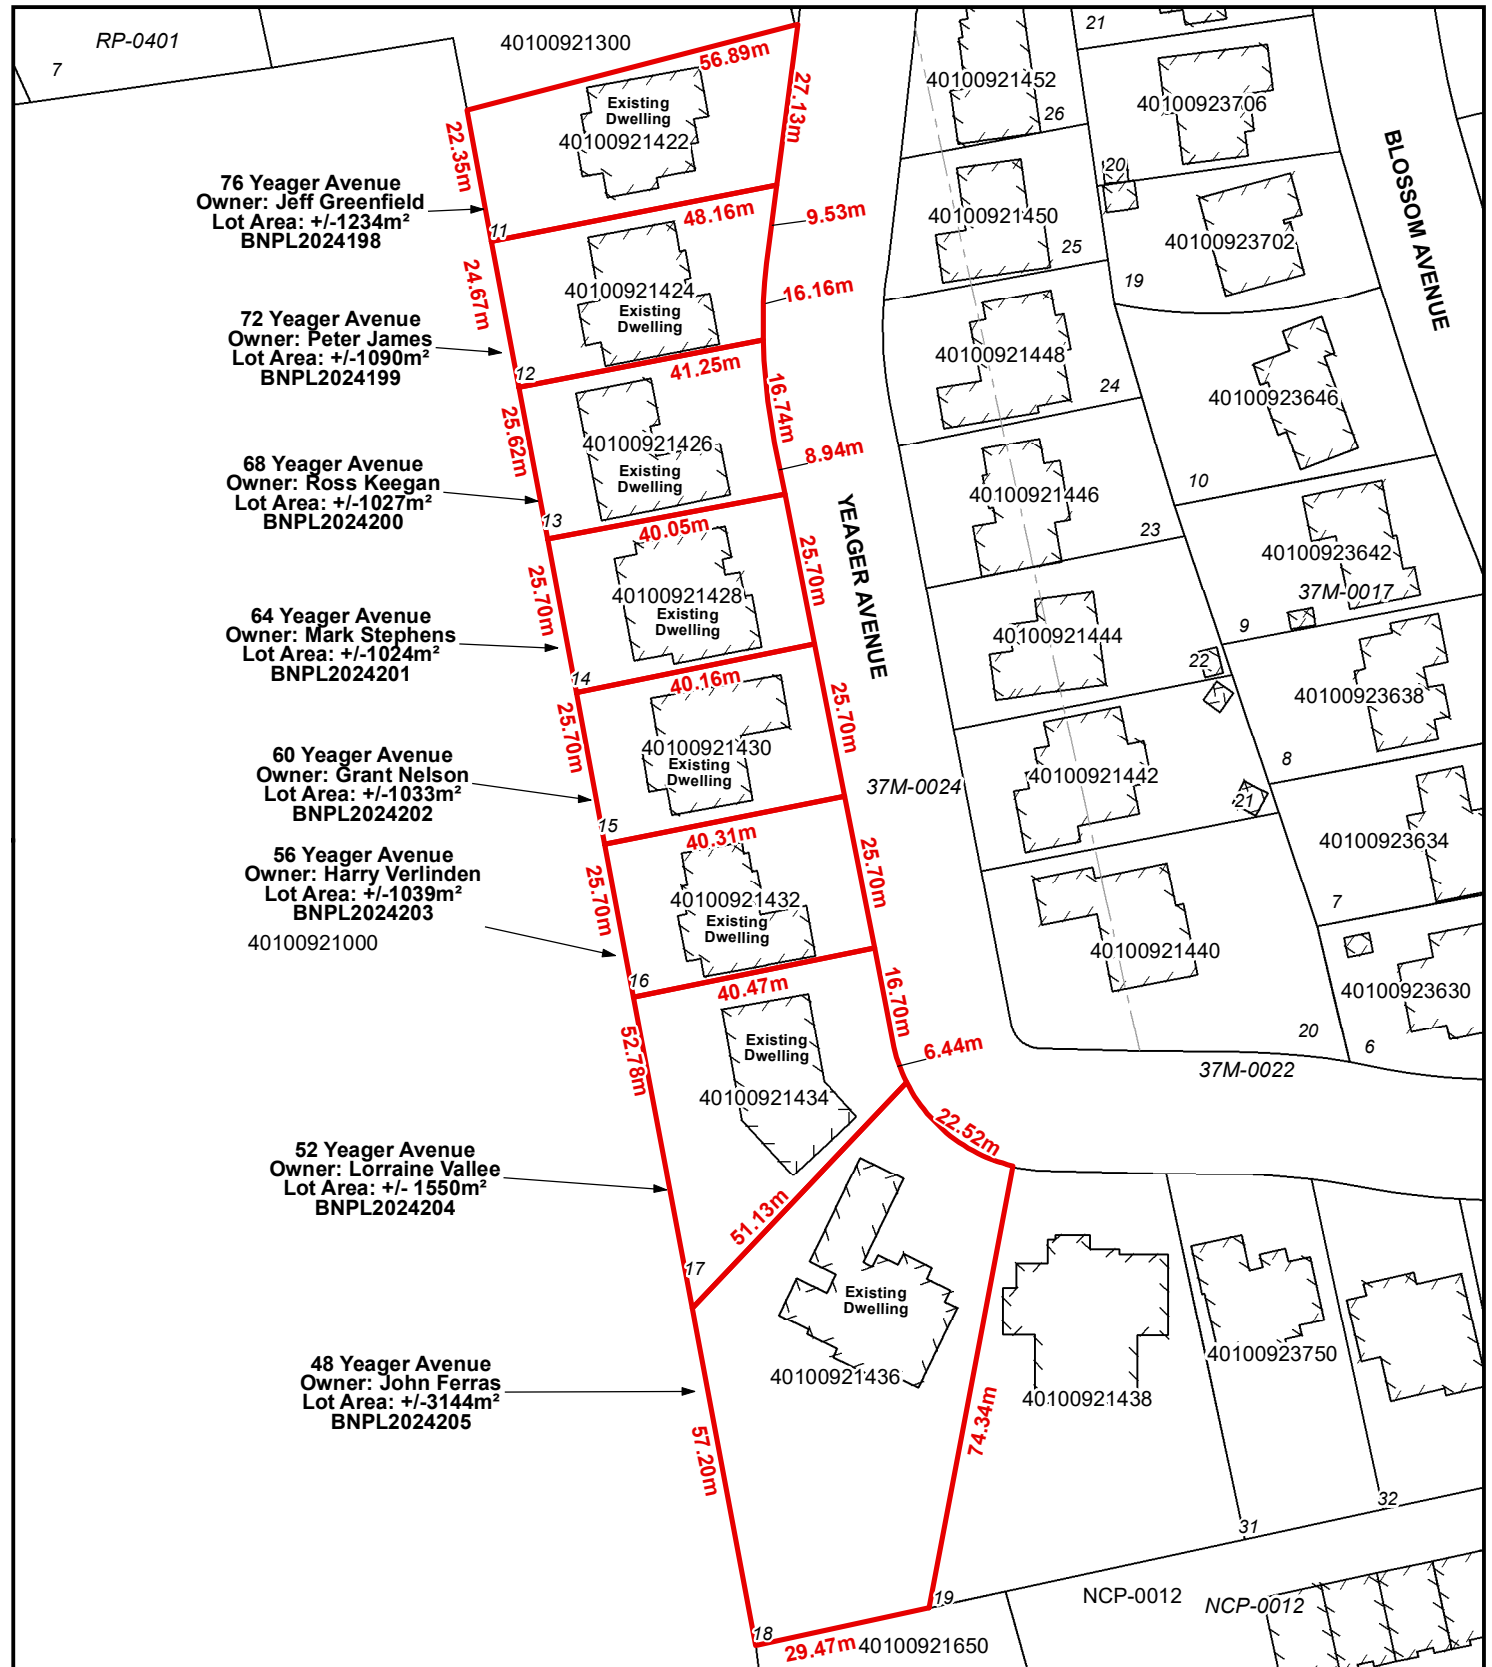 RP-0401
7
40100921300
56.89m
27.13m
22.35m
Existing
Dwelling
40100921422
76 Yeager Avenue
Owner: Jeff Greenfield
Lot Area: +/-1234m²
BNPL2024198
11
48.16m
9.53m
24.67m
40100921424
Existing
Dwelling
16.16m
72 Yeager Avenue
Owner: Peter James
Lot Area: +/-1090m²
BNPL2024199
12
41.25m
16.74m
25.62m
40100921426
Existing
Dwelling
8.94m
68 Yeager Avenue
Owner: Ross Keegan
Lot Area: +/-1027m²
BNPL2024200
13
40.05m
25.70m
25.70m
40100921428
Existing
Dwelling
YEAGER AVENUE
64 Yeager Avenue
Owner: Mark Stephens
Lot Area: +/-1024m²
BNPL2024201
14
40.16m
25.70m
25.70m
40100921430
Existing
Dwelling
60 Yeager Avenue
Owner: Grant Nelson
Lot Area: +/-1033m²
BNPL2024202
37M-0024
15
40.31m
25.70m
25.70m
40100921432
Existing
Dwelling
56 Yeager Avenue
Owner: Harry Verlinden
Lot Area: +/-1039m²
BNPL2024203
40100921000
16
40.47m
16.70m
52.78m
Existing
Dwelling
40100921434
6.44m
22.52m
52 Yeager Avenue
Owner: Lorraine Vallee
Lot Area: +/- 1550m²
BNPL2024204
51.13m
17
Existing
Dwelling
40100921436
48 Yeager Avenue
Owner: John Ferras
Lot Area: +/-3144m²
BNPL2024205
57.20m
74.34m
18
29.47m
19
40100921650
21
40100921452
26
40100923706
BLOSSOM AVENUE
20
40100921450
25
40100923702
19
40100921448
24
40100923646
10
40100921446
23
40100923642
37M-0017
9
40100921444
22
40100923638
8
40100921442
21
40100923634
7
40100921440
20
40100923630
6
37M-0022
40100921438
40100923750
32
31
NCP-0012
NCP-0012